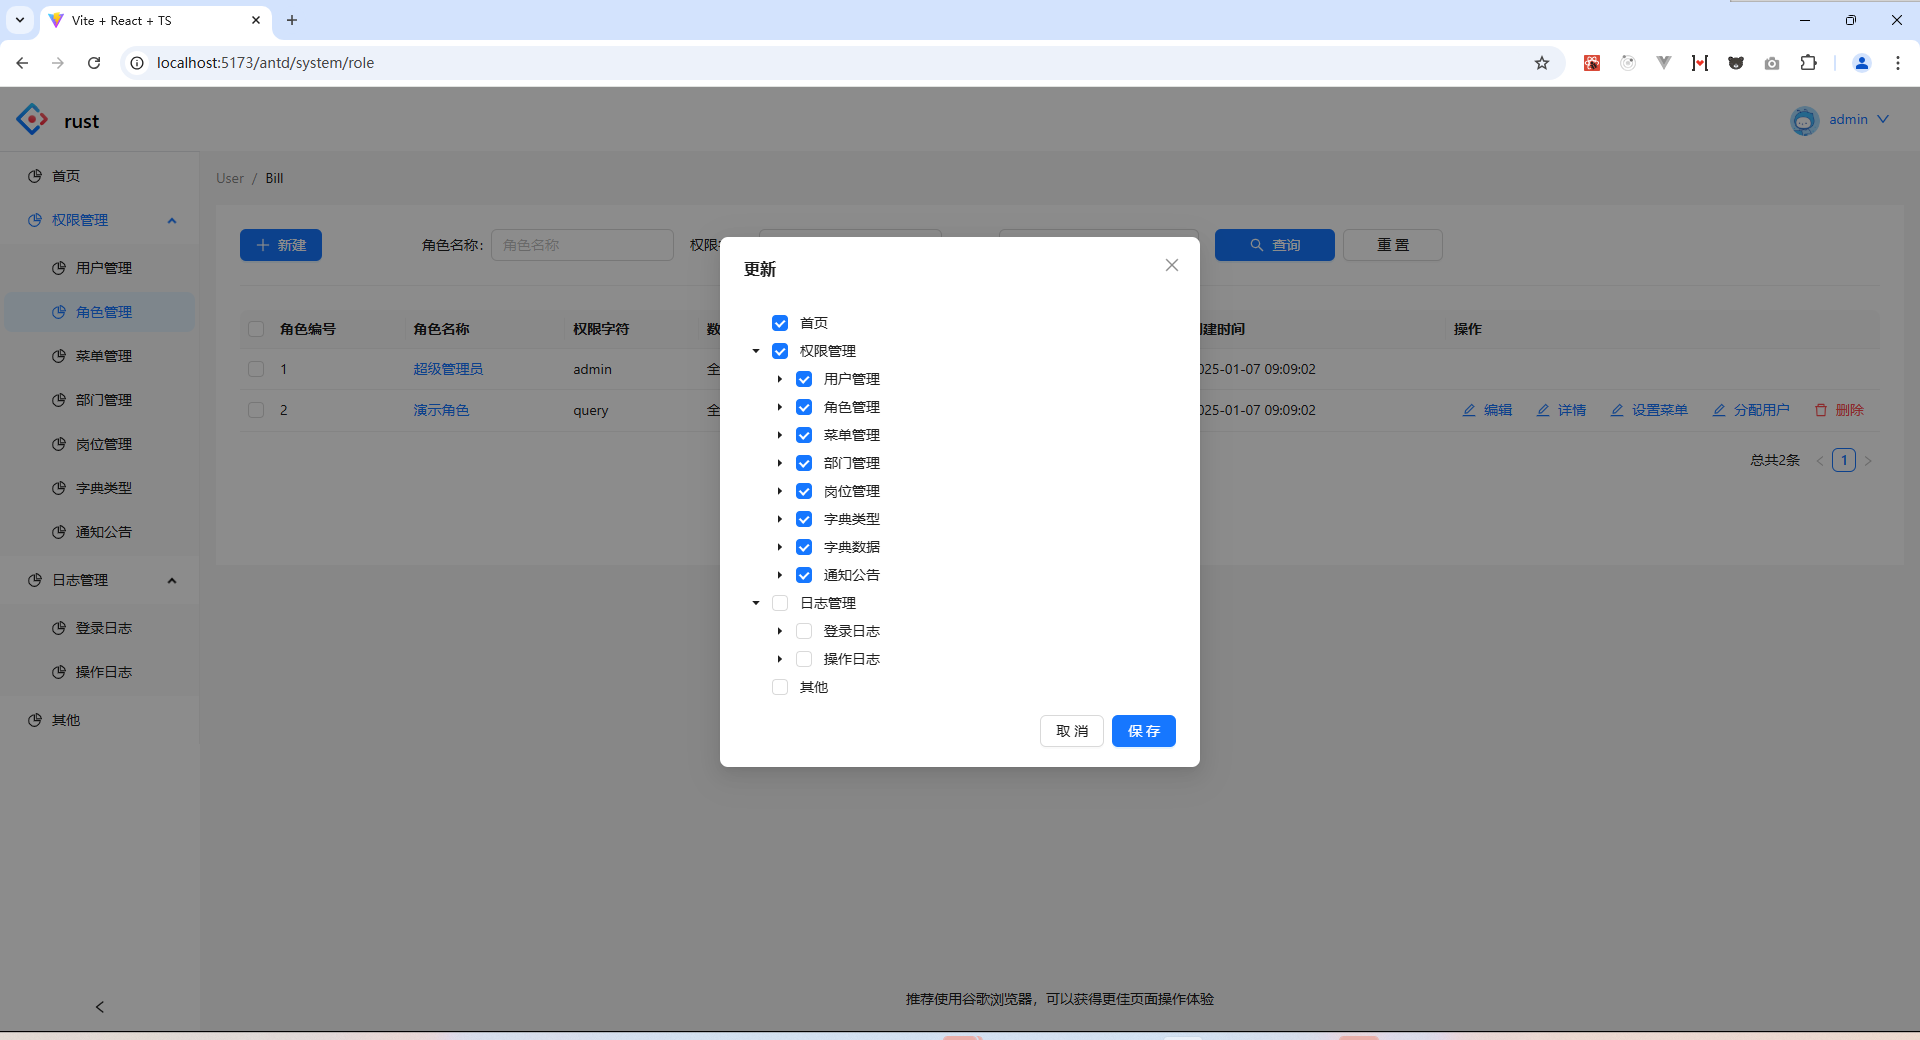 Vite + React + TS
localhost:5173/antd/system/role
rust
admin
首页
权限管理
用户管理
角色管理
菜单管理
部门管理
岗位管理
字典类型
通知公告
日志管理
登录日志
操作日志
其他
User / Bill
新建
角色名称:
角色名称
权限
查询
重 置
角色编号 角色名称 权限字符 数 建时间 操作
1 超级管理员 admin 全 025-01-07 09:09:02
2 演示角色 query 全 025-01-07 09:09:02 编辑 详情 设置菜单 分配用户 删除
总共2条 < 1 >
更新
首页
权限管理
用户管理
角色管理
菜单管理
部门管理
岗位管理
字典类型
字典数据
通知公告
日志管理
登录日志
操作日志
其他
取 消
保 存
推荐使用谷歌浏览器，可以获得更佳页面操作体验